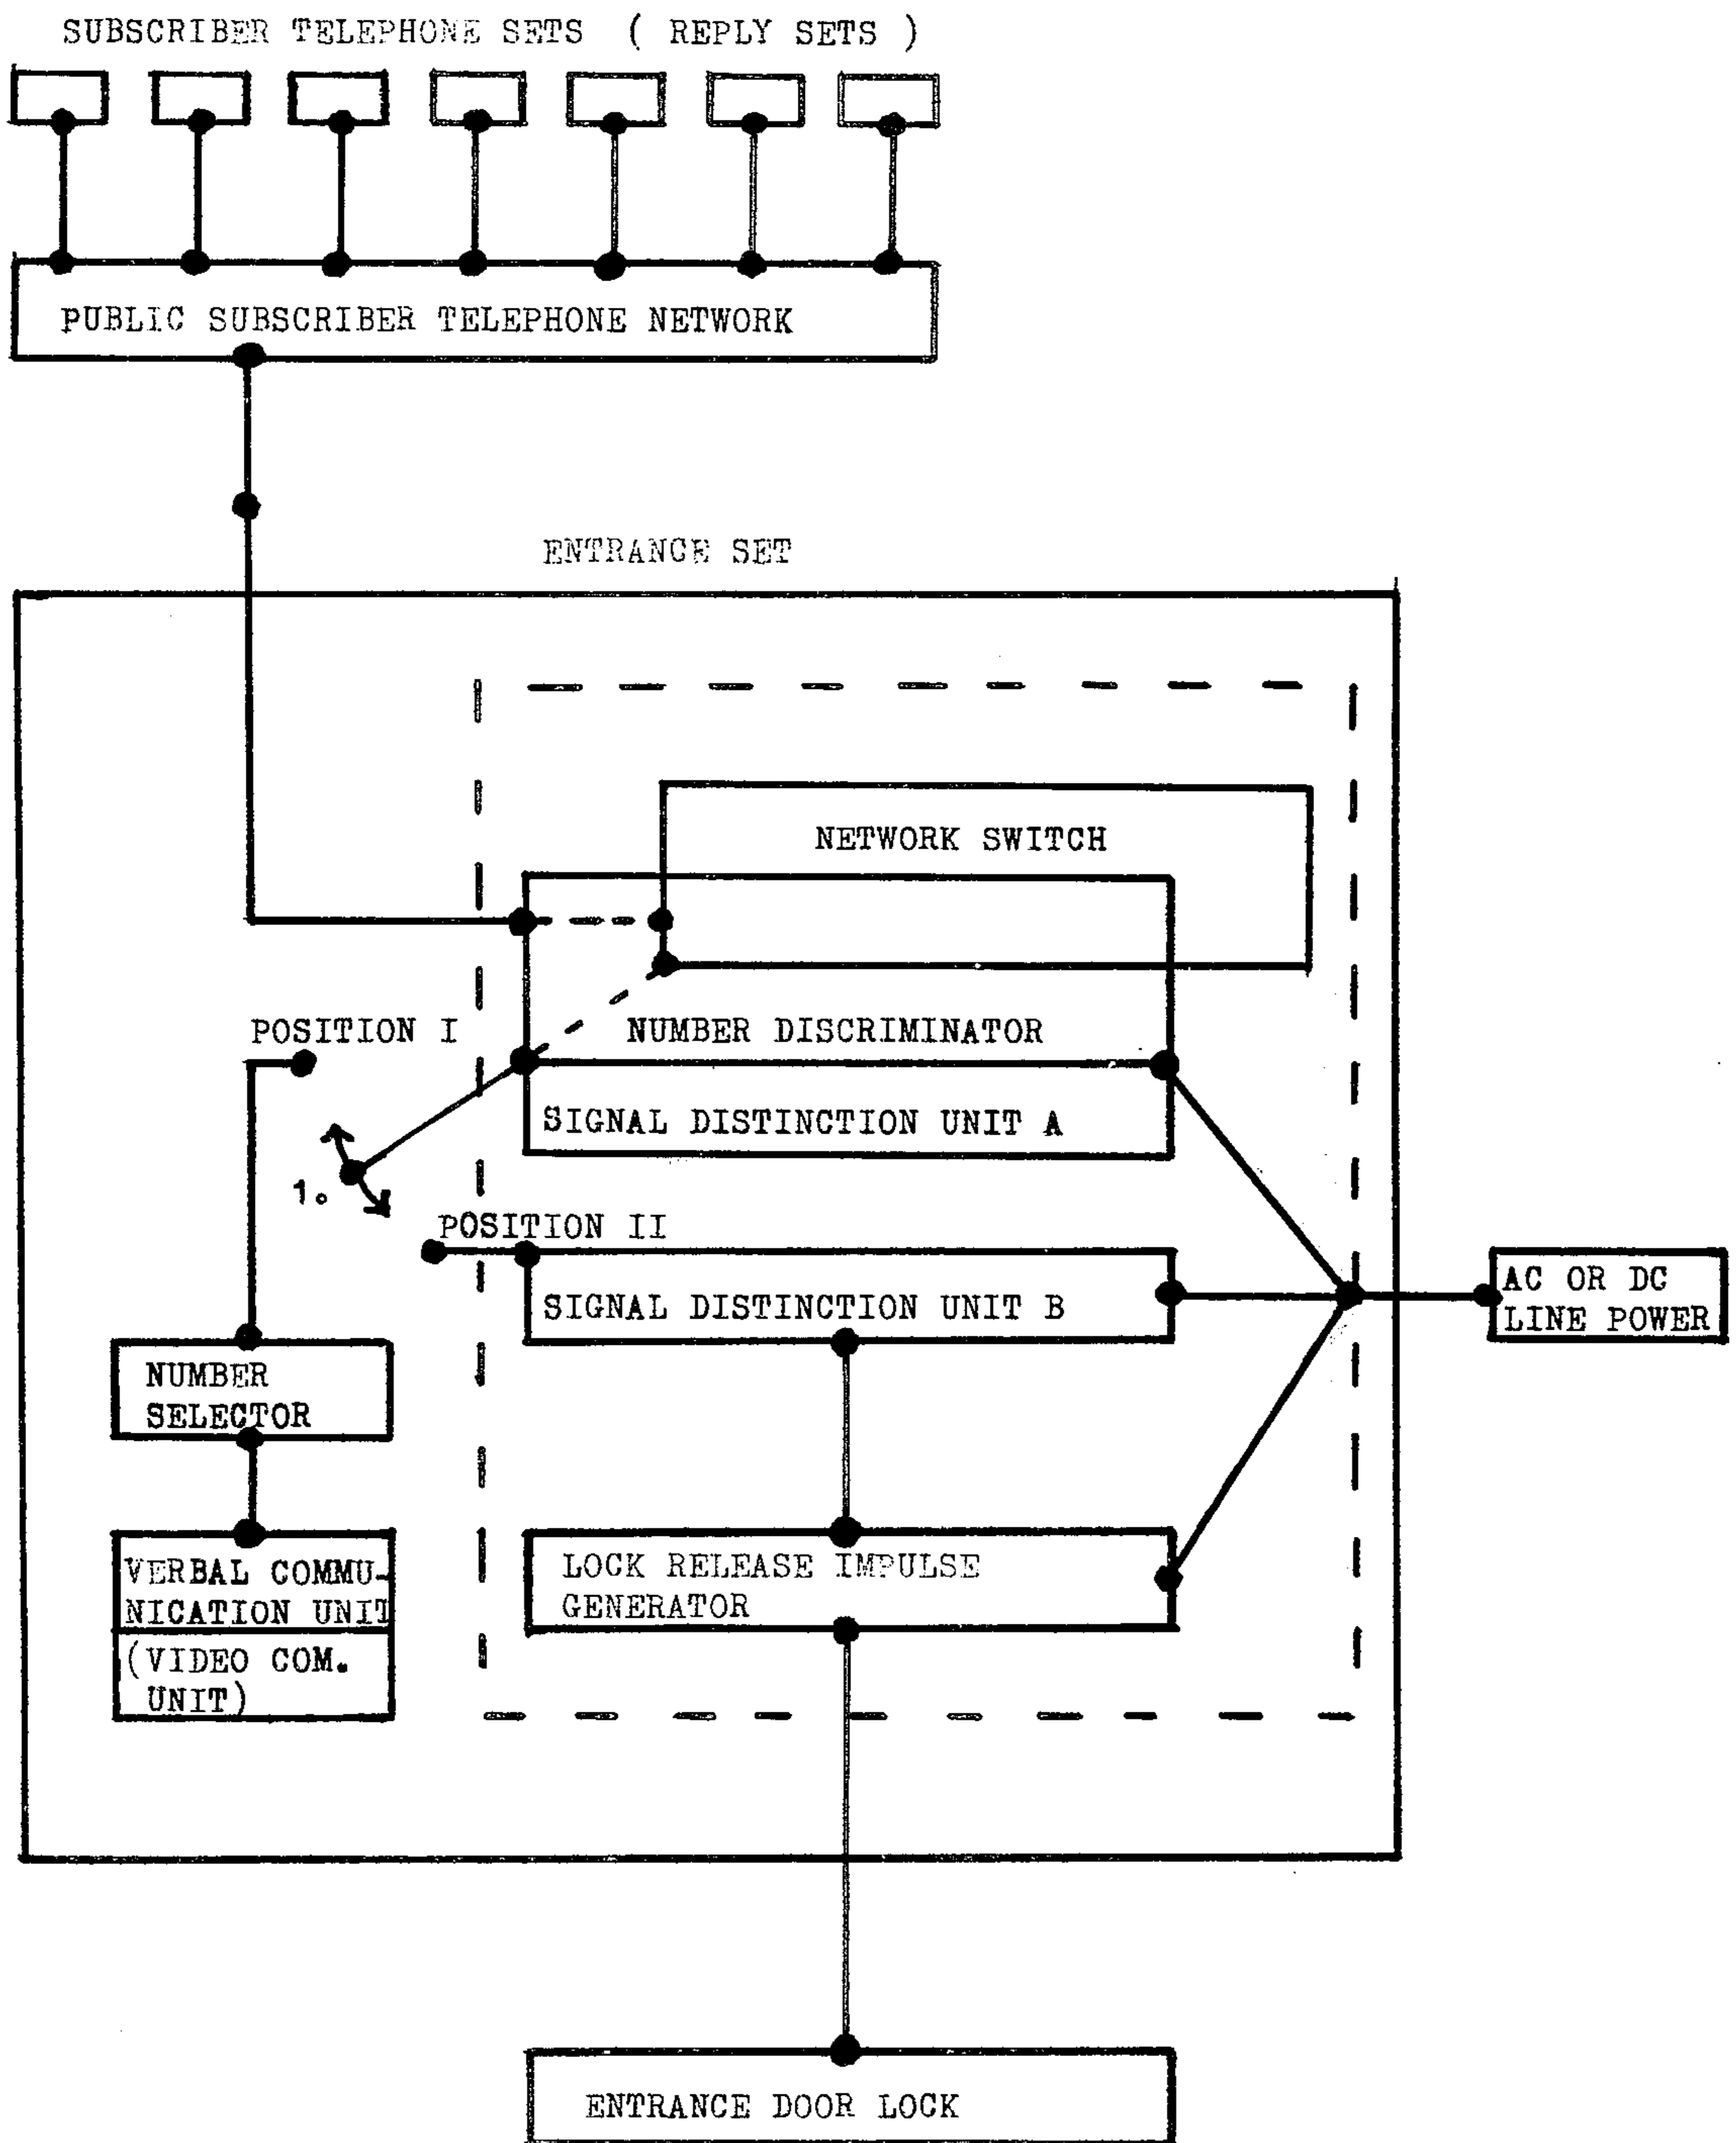 SUBSCRIBER TELEPHONE SETS ( REPLY SETS )
PUBLIC SUBSCRIBER TELEPHONE NETWORK
ENTRANCE SET
NETWORK SWITCH
POSITION I
NUMBER DISCRIMINATOR
SIGNAL DISTINCTION UNIT A
1.
POSITION II
SIGNAL DISTINCTION UNIT B
AC OR DC
LINE POWER
NUMBER
SELECTOR
VERBAL COMMU-
NICATION UNIT
(VIDEO COM.
UNIT)
LOCK RELEASE IMPULSE
GENERATOR
ENTRANCE DOOR LOCK